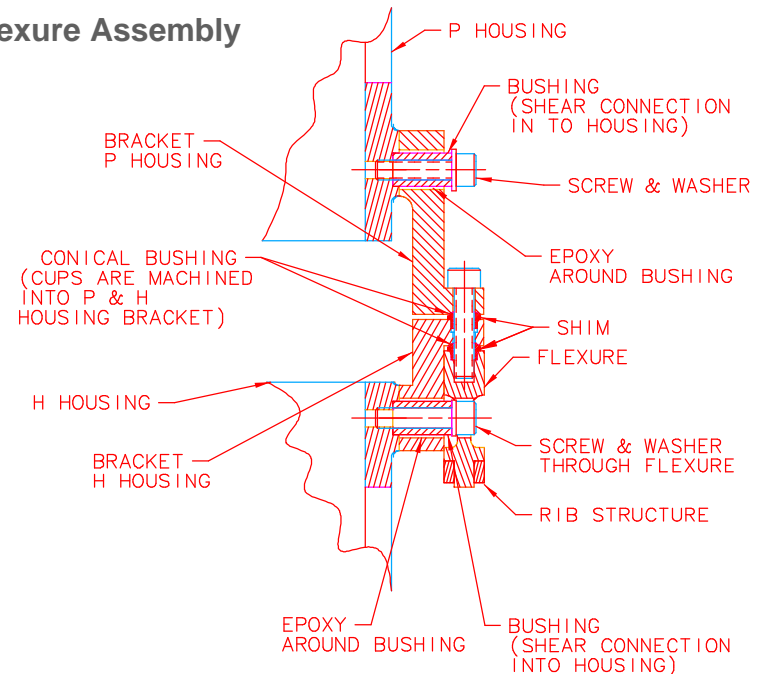 exure Assembly
P HOUSING
BUSHING
(SHEAR CONNECTION
IN TO HOUSING)
BRACKET
P HOUSING
SCREW & WASHER
CONICAL BUSHING
(CUPS ARE MACHINED
INTO P & H
HOUSING BRACKET)
EPOXY
AROUND BUSHING
SHIM
FLEXURE
H HOUSING
BRACKET
H HOUSING
SCREW & WASHER
THROUGH FLEXURE
RIB STRUCTURE
EPOXY
AROUND BUSHING
BUSHING
(SHEAR CONNECTION
INTO HOUSING)